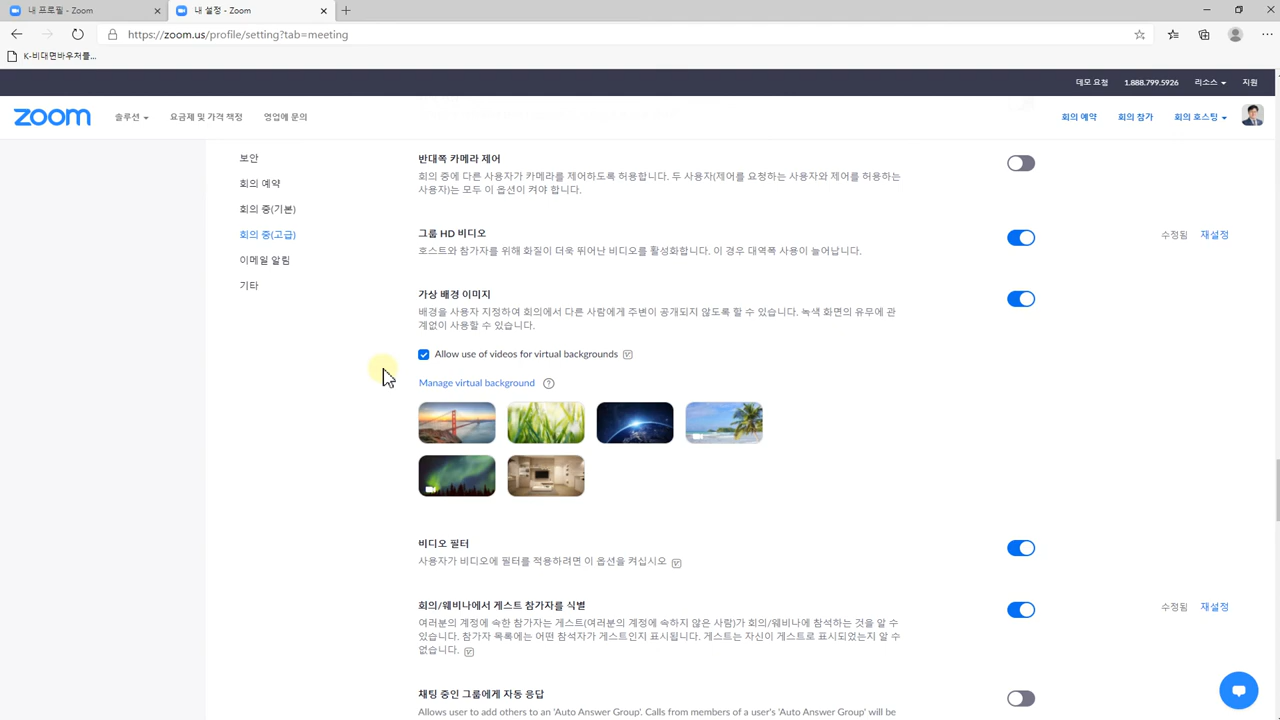 내 프로필 - Zoom
내 설정 - Zoom
https://zoom.us/profile/setting?tab=meeting
K-비대면바우처플...
데모 요청
1.888.799.5926
리소스
지원
zoom
솔루션
요금제 및 가격 책정
영업에 문의
회의 예약
회의 참가
회의 호스팅
보안
회의 예약
회의 중(기본)
회의 중(고급)
이메일 알림
기타
반대쪽 카메라 제어
회의 중에 다른 사용자가 카메라를 제어하도록 허용합니다. 두 사용자(제어를 요청하는 사용자와 제어를 허용하는
사용자)는 모두 이 옵션이 켜야 합니다.
그룹 HD 비디오
수정됨
재설정
호스트와 참가자를 위해 화질이 더욱 뛰어난 비디오를 활성화합니다. 이 경우 대역폭 사용이 늘어납니다.
가상 배경 이미지
배경을 사용자 지정하여 회의에서 다른 사람에게 주변이 공개되지 않도록 할 수 있습니다. 녹색 화면의 유무에 관
계없이 사용할 수 있습니다.
Allow use of videos for virtual backgrounds
Manage virtual background
비디오 필터
사용자가 비디오에 필터를 적용하려면 이 옵션을 켜십시오
회의/웨비나에서 게스트 참가자를 식별
수정됨
재설정
여러분의 계정에 속한 참가자는 게스트(여러분의 계정에 속하지 않은 사람)가 회의/웨비나에 참석하는 것을 알 수
있습니다. 참가자 목록에는 어떤 참석자가 게스트인지 표시됩니다. 게스트는 자신이 게스트로 표시되었는지 알 수
없습니다.
채팅 중인 그룹에게 자동 응답
Allows user to add others to an 'Auto Answer Group'. Calls from members of a user's 'Auto Answer Group' will be